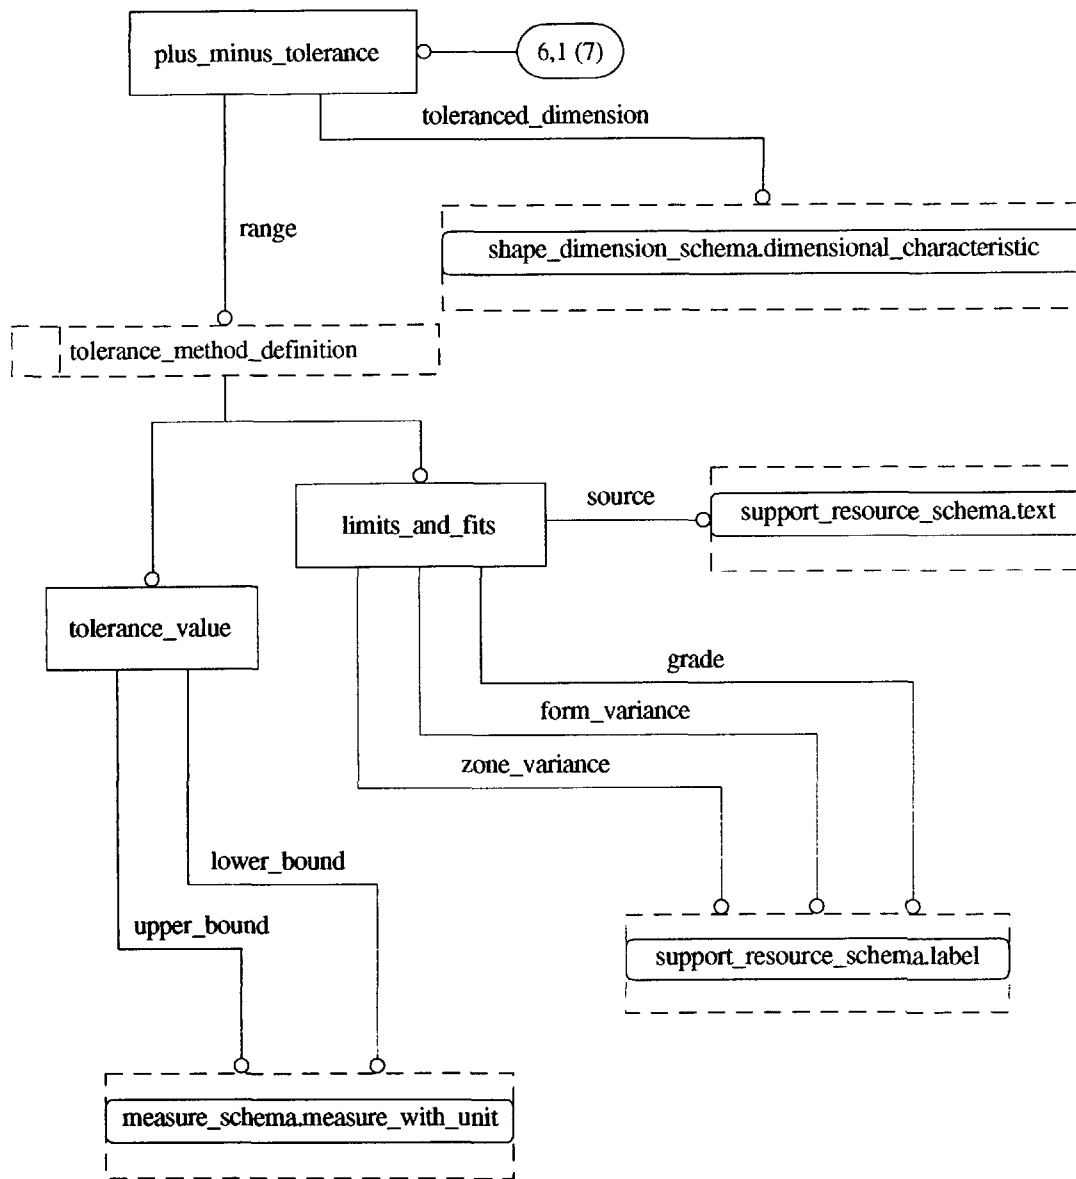 plus_minus_tolerance
6,1 (7)
toleranced_dimension
range
shape_dimension_schema.dimensional_characteristic
tolerance_method_definition
source
support_resource_schema.text
limits_and_fits
tolerance_value
grade
form_variance
zone_variance
lower_bound
upper_bound
support_resource_schema.label
measure_schema.measure_with_unit